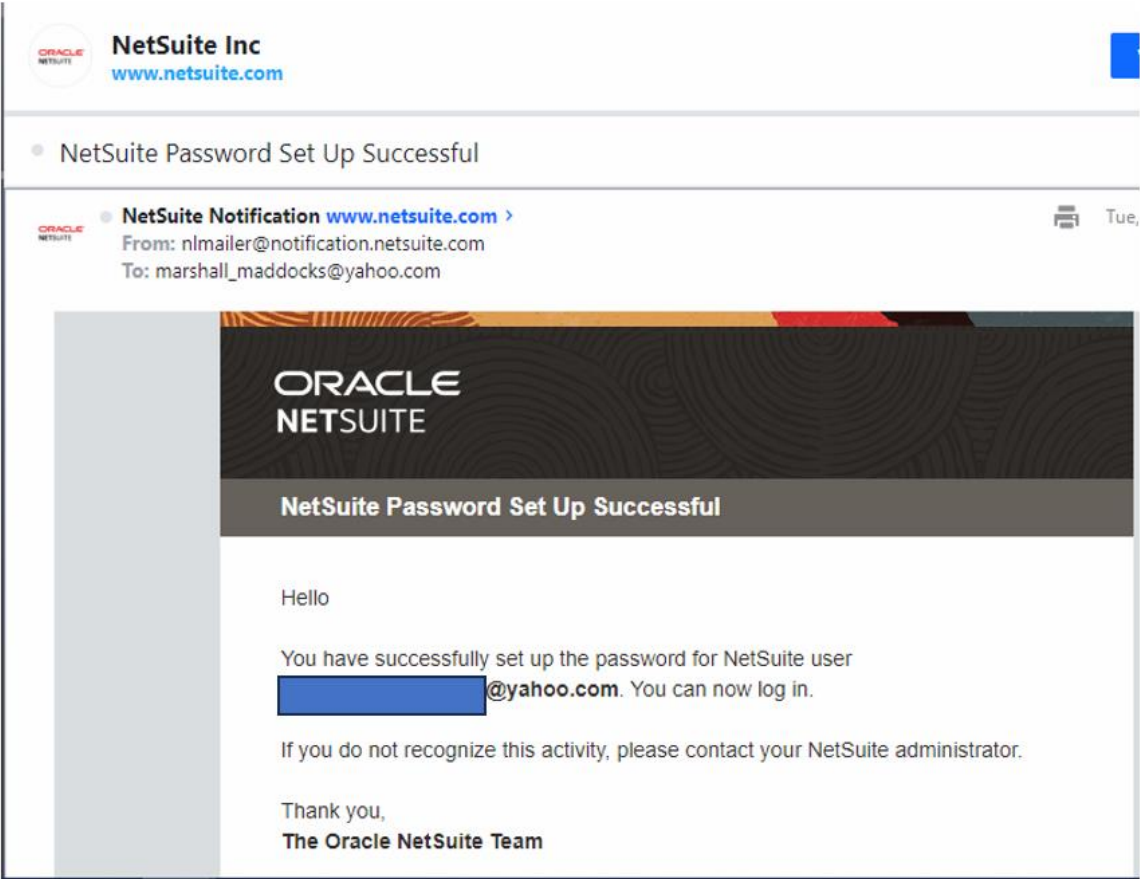 ORACLE
NETSUITE
NetSuite Inc
www.netsuite.com
NetSuite Password Set Up Successful
ORACLE
NETSUITE
NetSuite Notification www.netsuite.com >
Tue,
From: nlmailer@notification.netsuite.com
To: marshall_maddocks@yahoo.com
ORACLE
NETSUITE
NetSuite Password Set Up Successful
Hello
You have successfully set up the password for NetSuite user
@yahoo.com. You can now log in.
If you do not recognize this activity, please contact your NetSuite administrator.
Thank you,
The Oracle NetSuite Team